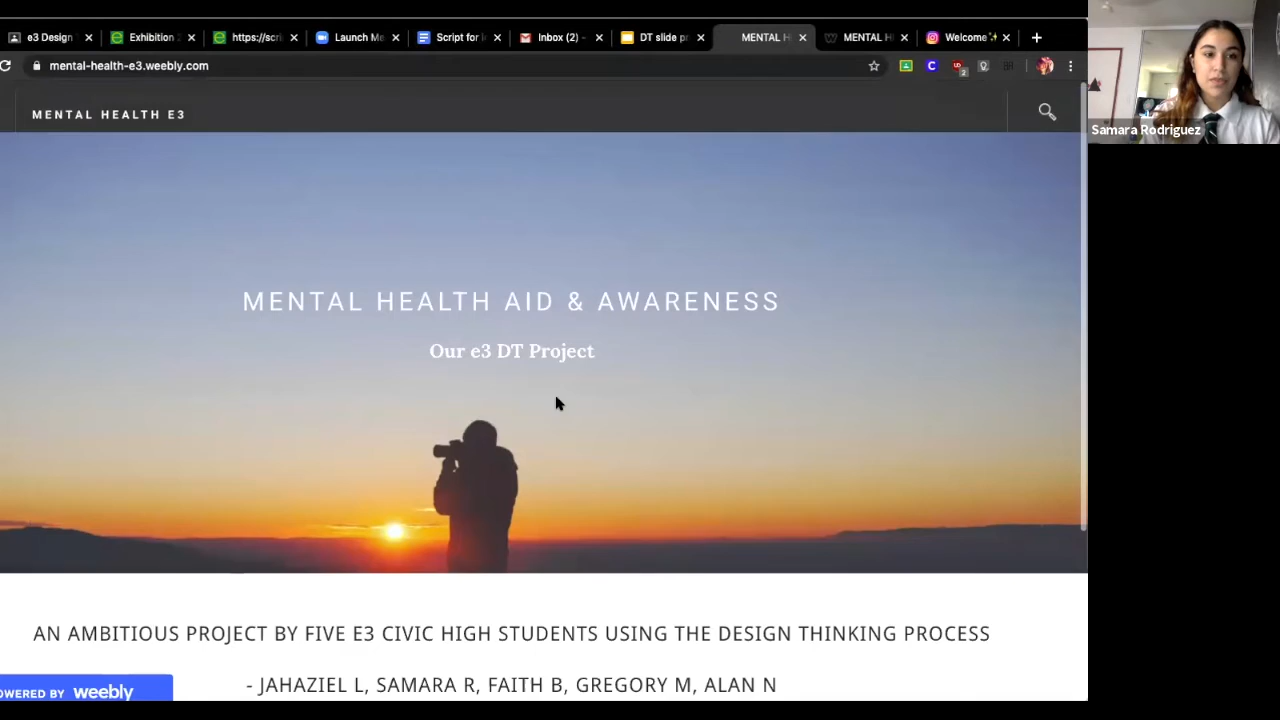 e3 Design
Exhibition
https://scri
Launch Me
Script for
Inbox (2) -
DT slide p
MENTAL H
MENTAL H
Welcome
mental-health-e3.weebly.com
MENTAL HEALTH E3
Samara Rodriguez
MENTAL HEALTH AID & AWARENESS
Our e3 DT Project
AN AMBITIOUS PROJECT BY FIVE E3 CIVIC HIGH STUDENTS USING THE DESIGN THINKING PROCESS
- JAHAZIEL L, SAMARA R, FAITH B, GREGORY M, ALAN N
OWERED BY weebly